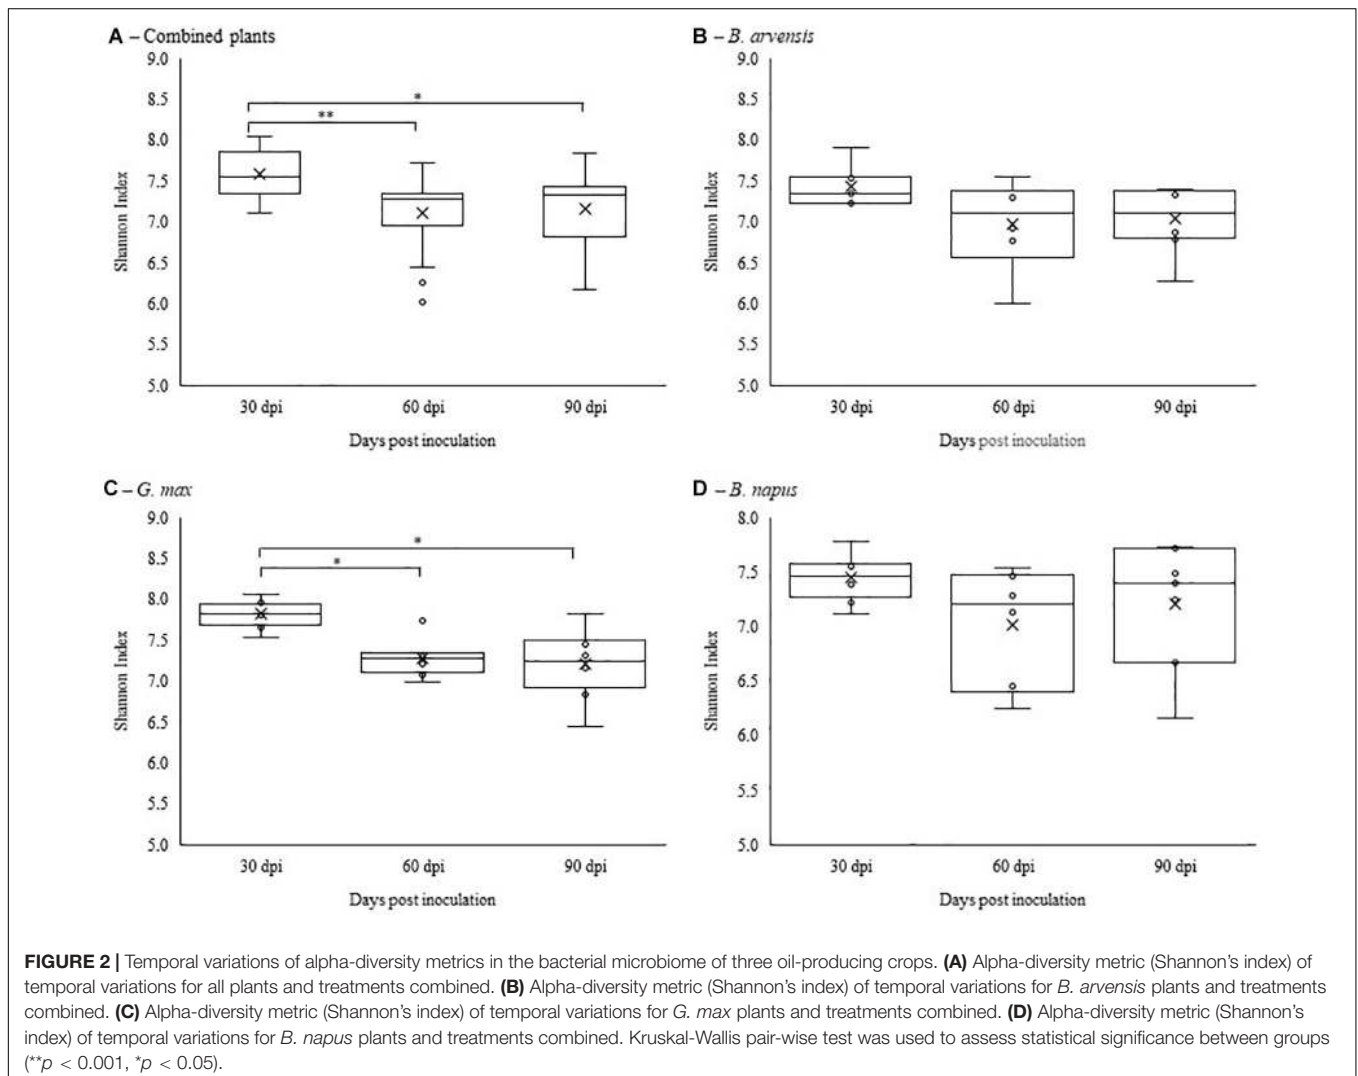 A – Combined plants
9.0
8.5
8.0
7.5
7.0
6.5
6.0
5.5
5.0
Shannon Index
*
**
30 dpi 60 dpi 90 dpi
Days post inoculation
B – B. arvensis
9.0
8.5
8.0
7.5
7.0
6.5
6.0
5.5
5.0
Shannon Index
30 dpi 60 dpi 90 dpi
Days post inoculation
C – G. max
9.0
8.5
8.0
7.5
7.0
6.5
6.0
5.5
5.0
Shannon Index
*
*
30 dpi 60 dpi 90 dpi
Days post inoculation
D – B. napus
8.0
7.5
7.0
6.5
6.0
5.5
5.0
Shannon Index
30 dpi 60 dpi 90 dpi
Days post inoculation
FIGURE 2 | Temporal variations of alpha-diversity metrics in the bacterial microbiome of three oil-producing crops. (A) Alpha-diversity metric (Shannon's index) of
temporal variations for all plants and treatments combined. (B) Alpha-diversity metric (Shannon's index) of temporal variations for B. arvensis plants and treatments
combined. (C) Alpha-diversity metric (Shannon's index) of temporal variations for G. max plants and treatments combined. (D) Alpha-diversity metric (Shannon's
index) of temporal variations for B. napus plants and treatments combined. Kruskal-Wallis pair-wise test was used to assess statistical significance between groups
(**p < 0.001, *p < 0.05).